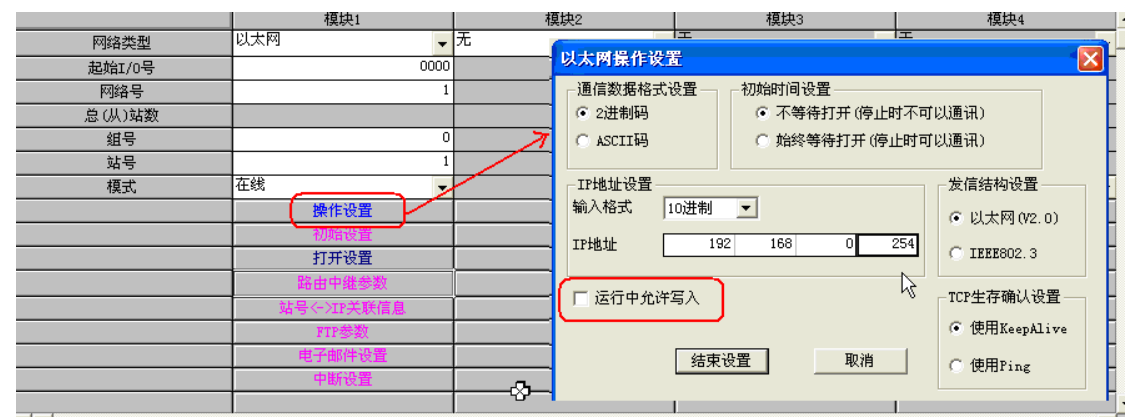 模块1 模块2 模块3 模块4
网络类型 以太网 无
起始I/0号 0000
网络号 1
总(从)站数
组号 0
站号 1
模式 在线
操作设置
初始设置
打开设置
路由中继参数
站号<->IP关联信息
FTP参数
电子邮件设置
中断设置
以太网操作设置
通信数据格式设置
2进制码
ASCII码
初始时间设置
不等待打开(停止时不可以通讯)
始终等待打开(停止时可以通讯)
IP地址设置
输入格式 10进制
IP地址 192 168 0 254
发信结构设置
以太网(V2.0)
IEEE802.3
运行中允许写入
TCP生存确认设置
使用KeepAlive
使用Ping
结束设置 取消